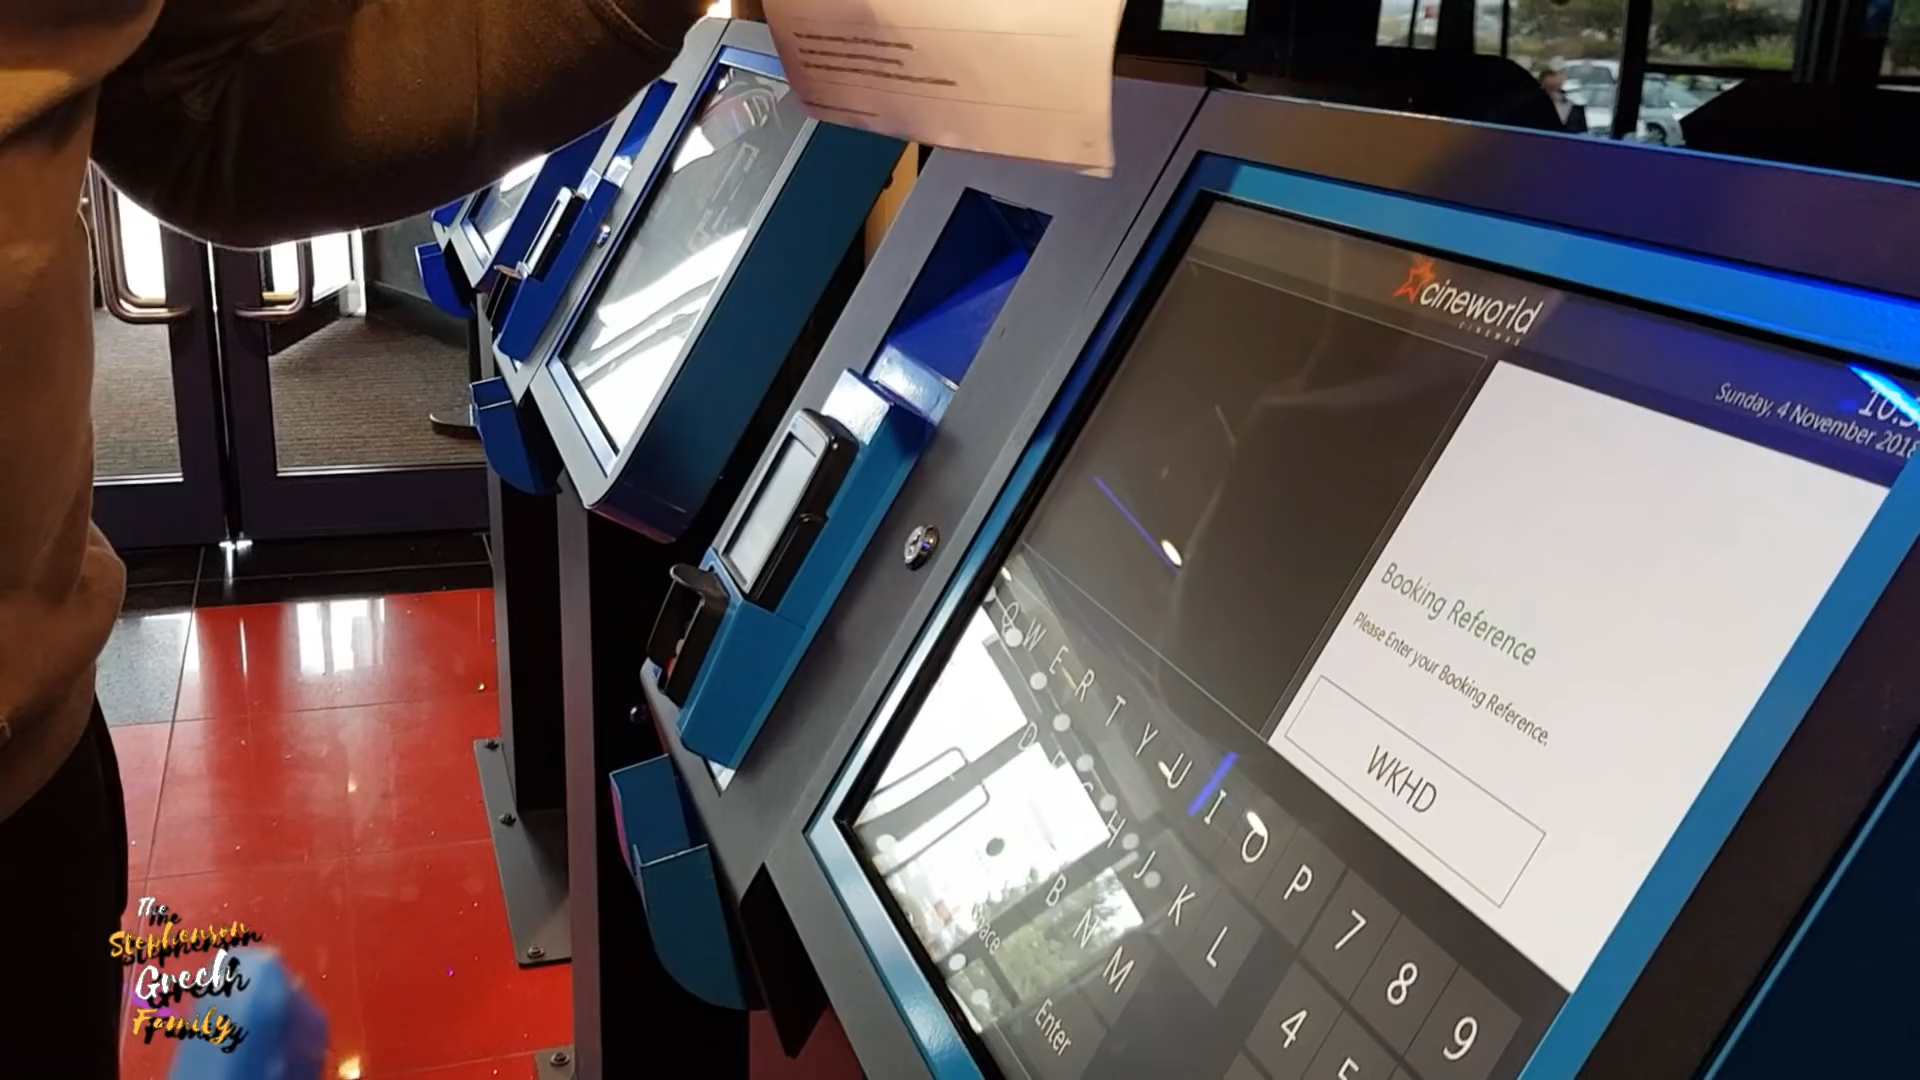 cineworld
CINEMAS
Sunday, 4 November 2018
Booking Reference
Please Enter your Booking Reference.
WKHD
Q W E R T Y U I O P 7 8 9
D F G H J K L 4 5
B N M
Enter
The
Stephenson
Grech
Family